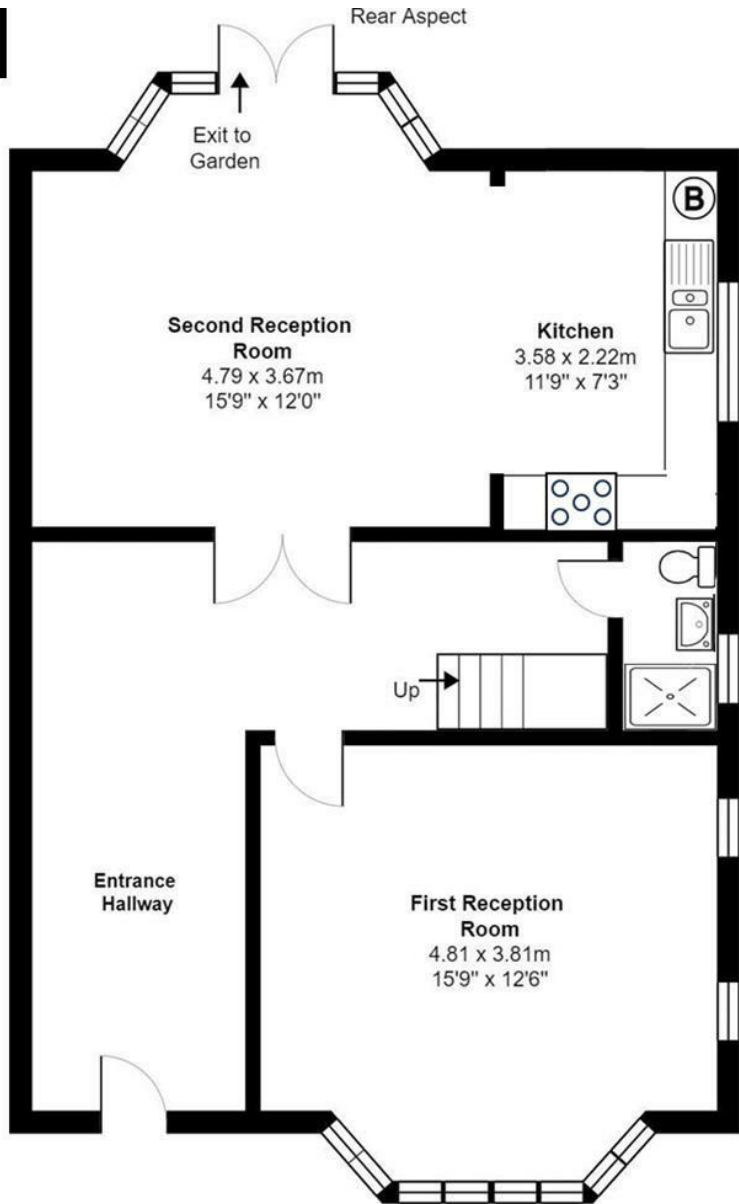 Rear Aspect
Exit to
Garden
B
Second Reception
Room
4.79 x 3.67m
15'9" x 12'0"
Kitchen
3.58 x 2.22m
11'9" x 7'3"
Up
Entrance
Hallway
First Reception
Room
4.81 x 3.81m
15'9" x 12'6"